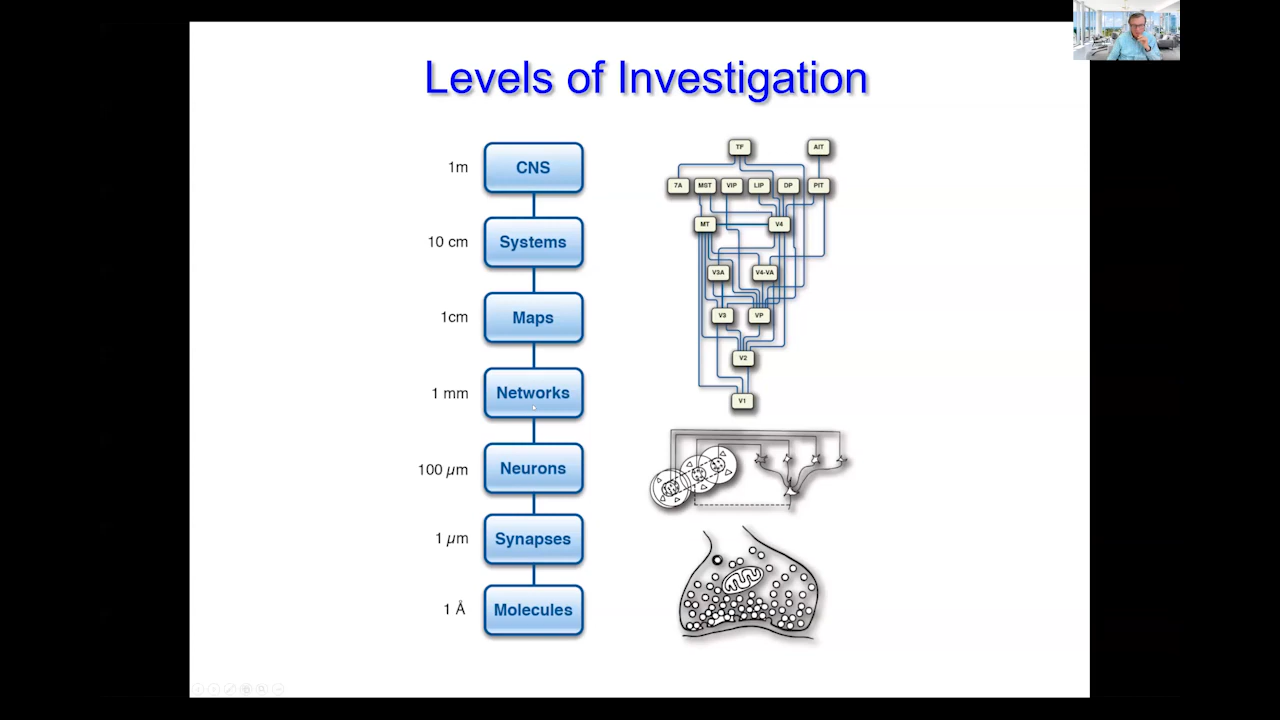 Levels of Investigation
1m
CNS
10 cm
Systems
1cm
Maps
1 mm
Networks
100 µm
Neurons
1 µm
Synapses
1 Å
Molecules
TF
AIT
7A
MST
VIP
LIP
DP
PIT
MT
V4
V3A
V4-VA
V3
VP
V2
V1